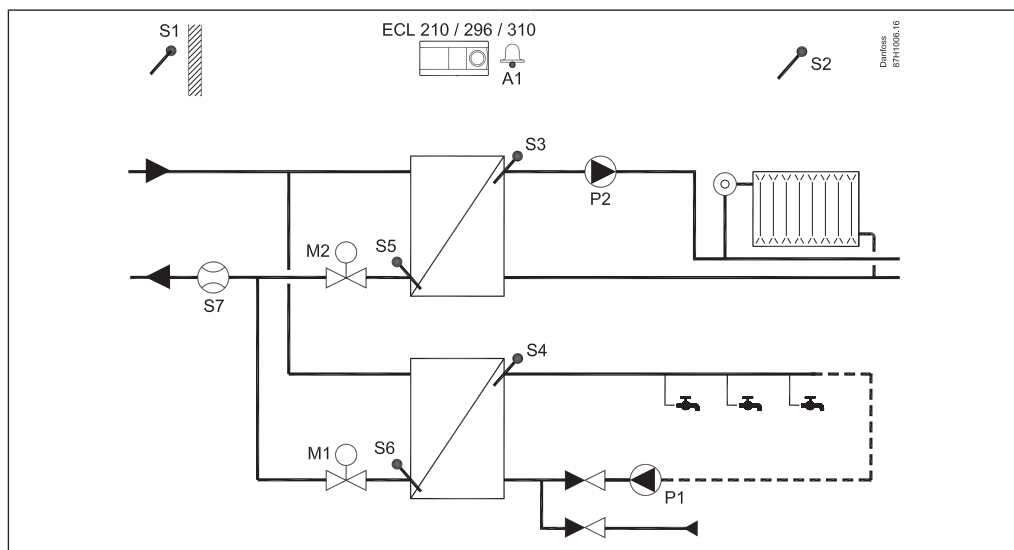 S1
ECL 210 / 296 / 310
A1
S2
Danfoss
87H1006.16
S3
P2
M2
S5
S7
S4
M1
S6
P1